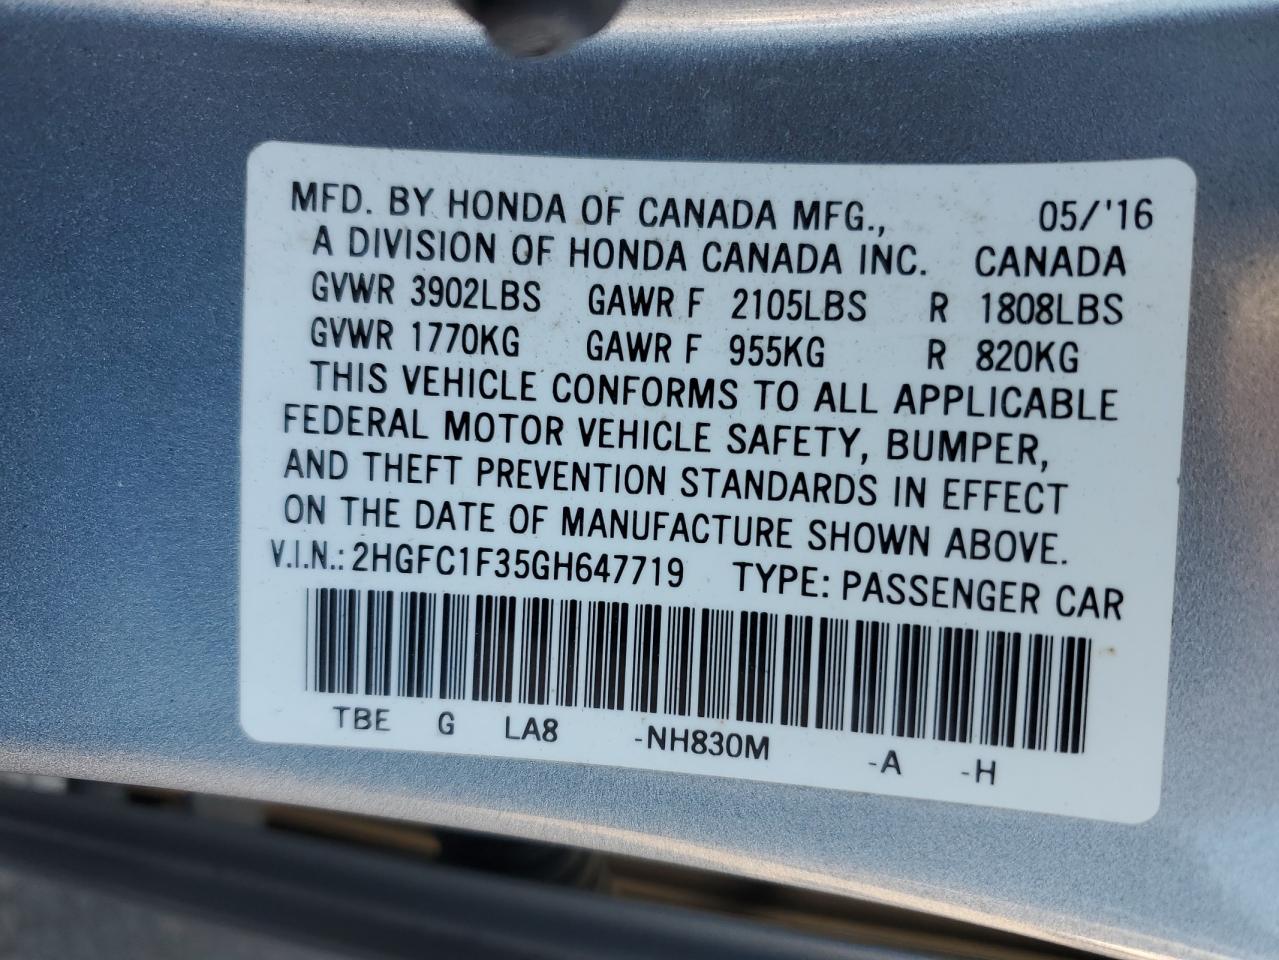 MFD. BY HONDA OF CANADA MFG., 05/'16
A DIVISION OF HONDA CANADA INC. CANADA
GVWR 3902LBS GAWR F 2105LBS R 1808LBS
GVWR 1770KG GAWR F 955KG R 820KG
THIS VEHICLE CONFORMS TO ALL APPLICABLE
FEDERAL MOTOR VEHICLE SAFETY, BUMPER,
AND THEFT PREVENTION STANDARDS IN EFFECT
ON THE DATE OF MANUFACTURE SHOWN ABOVE.
V.I.N.: 2HGFC1F35GH647719 TYPE: PASSENGER CAR
TBE G LA8 -NH830M -A -H